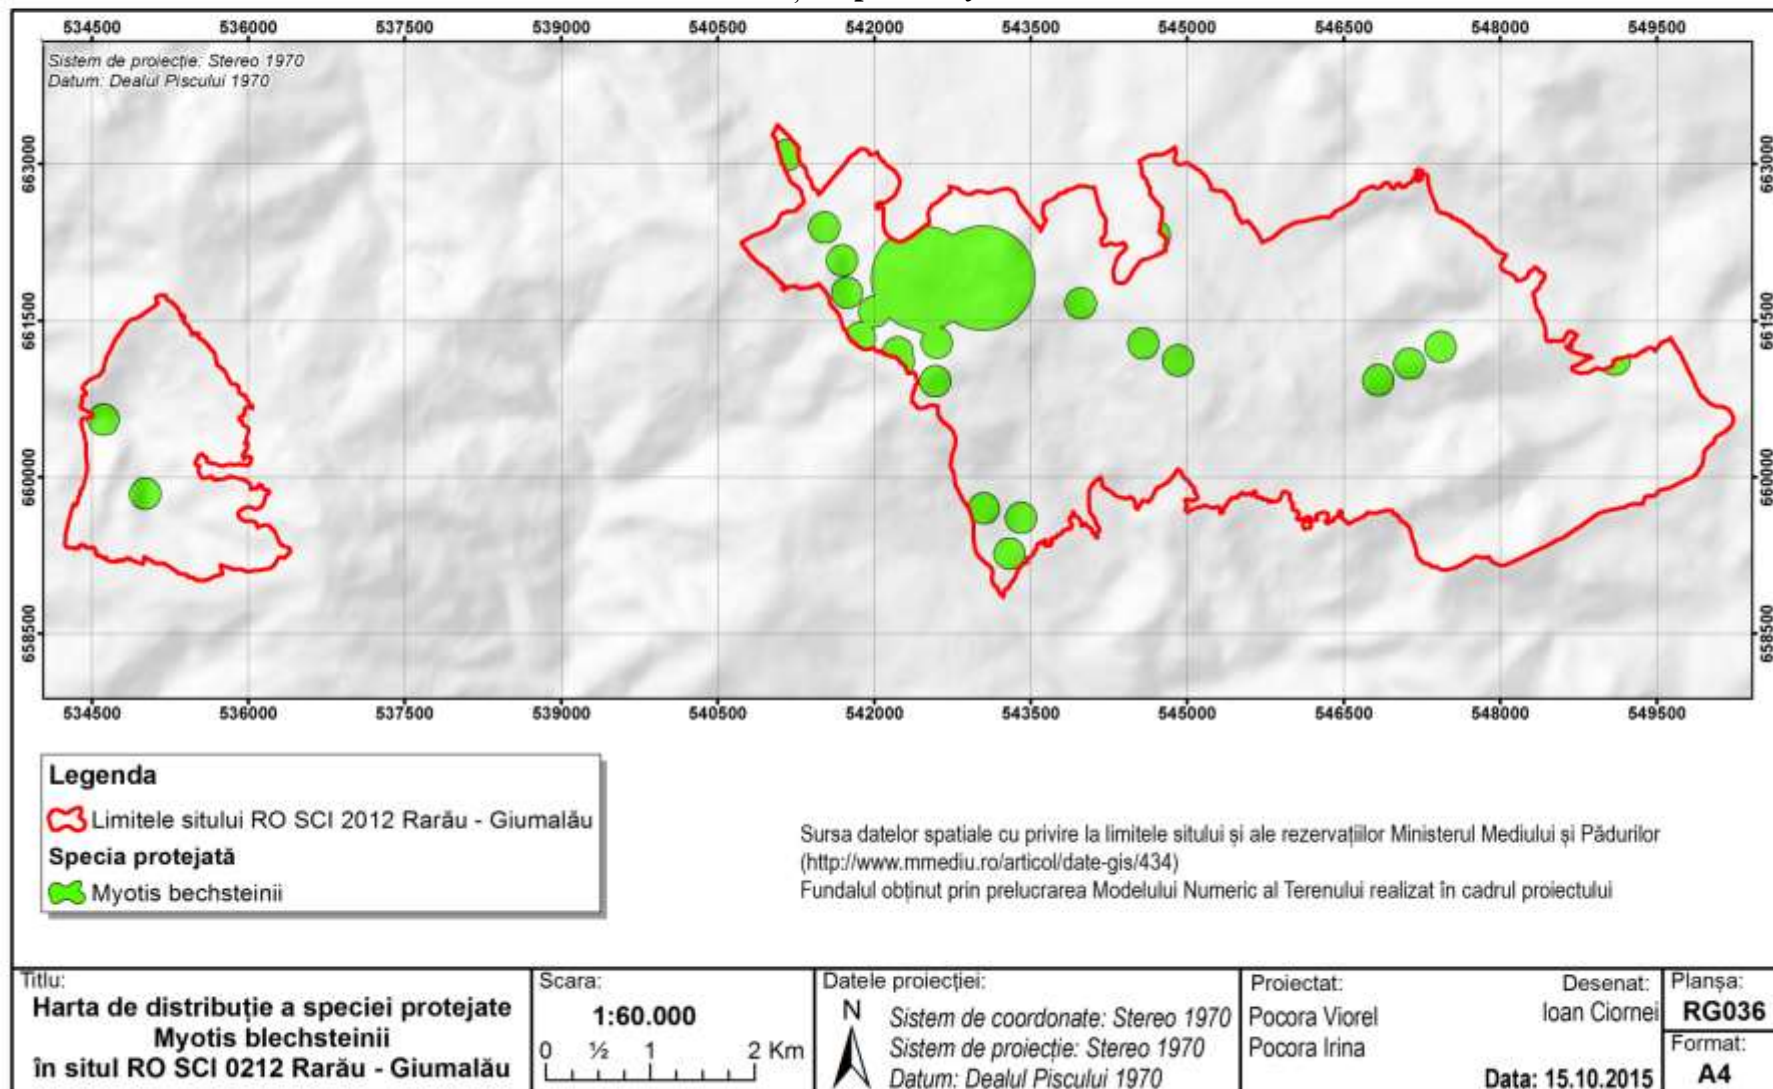 534500 536000 537500 539000 540500 542000 543500 545000 546500 548000 549500
Sistem de proiecție: Stereo 1970
Datum: Dealul Piscului 1970
663000
661500
660000
658500
663000
661500
660000
658500
534500 536000 537500 539000 540500 542000 543500 545000 546500 548000 549500
Legenda
Limitele sitului RO SCI 2012 Rarău - Giumalău
Specia protejată
Myotis bechsteinii
Sursa datelor spatiale cu privire la limitele sitului și ale rezervațiilor Ministerul Mediului și Pădurilor
(http://www.mmediu.ro/articol/date-gis/434)
Fundalul obținut prin prelucrarea Modelului Numeric al Terenului realizat în cadrul proiectului
Titlu:
Harta de distribuție a speciei protejate
Myotis blechsteinii
în situl RO SCI 0212 Rarău - Giumalău
Scara:
1:60.000
0 ½ 1 2 Km
Datele proiecției:
N
Sistem de coordonate: Stereo 1970
Sistem de proiecție: Stereo 1970
Datum: Dealul Piscului 1970
Proiectat:
Pocora Viorel
Pocora Irina
Desenat:
Ioan Ciornei
Data: 15.10.2015
Planșa:
RG036
Format:
A4